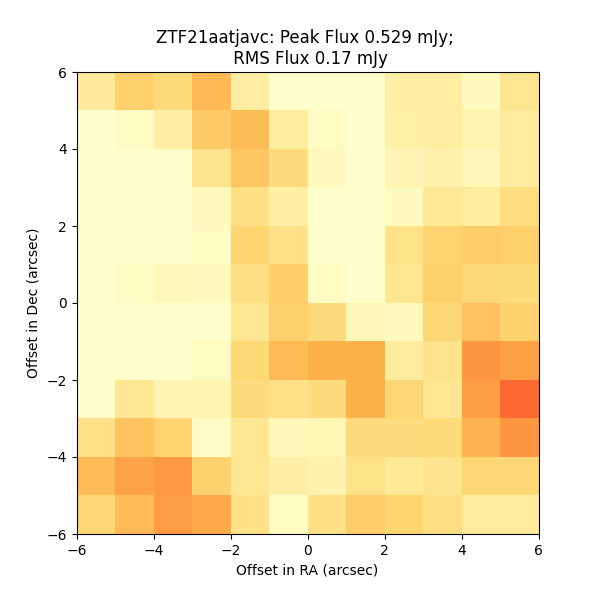 ZTF21aatjavc: Peak Flux 0.529 mJy;
RMS Flux 0.17 mJy
6
4
2
0
−2
−4
−6
Offset in Dec (arcsec)
−6 −4 −2 0 2 4 6
Offset in RA (arcsec)